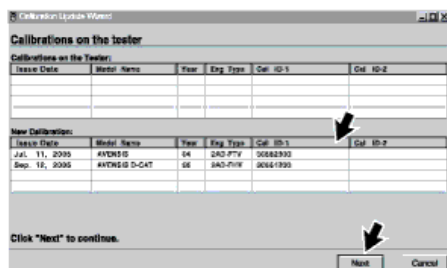 Calibration Update Wizard
Calibrations on the tester
Calibrations on the Tester:
Issue Date Model Name Year Eng Type Cal ID-1 Cal ID-2
New Calibration:
Issue Date Model Name Year Eng Type Cal ID-1 Cal ID-2
Jul. 11, 2005 AVENSIS 04 2AD-FTV
Sep. 12, 2005 AVENSIS D-CAT 2AD-FHV
Click "Next" to continue.
Next Cancel